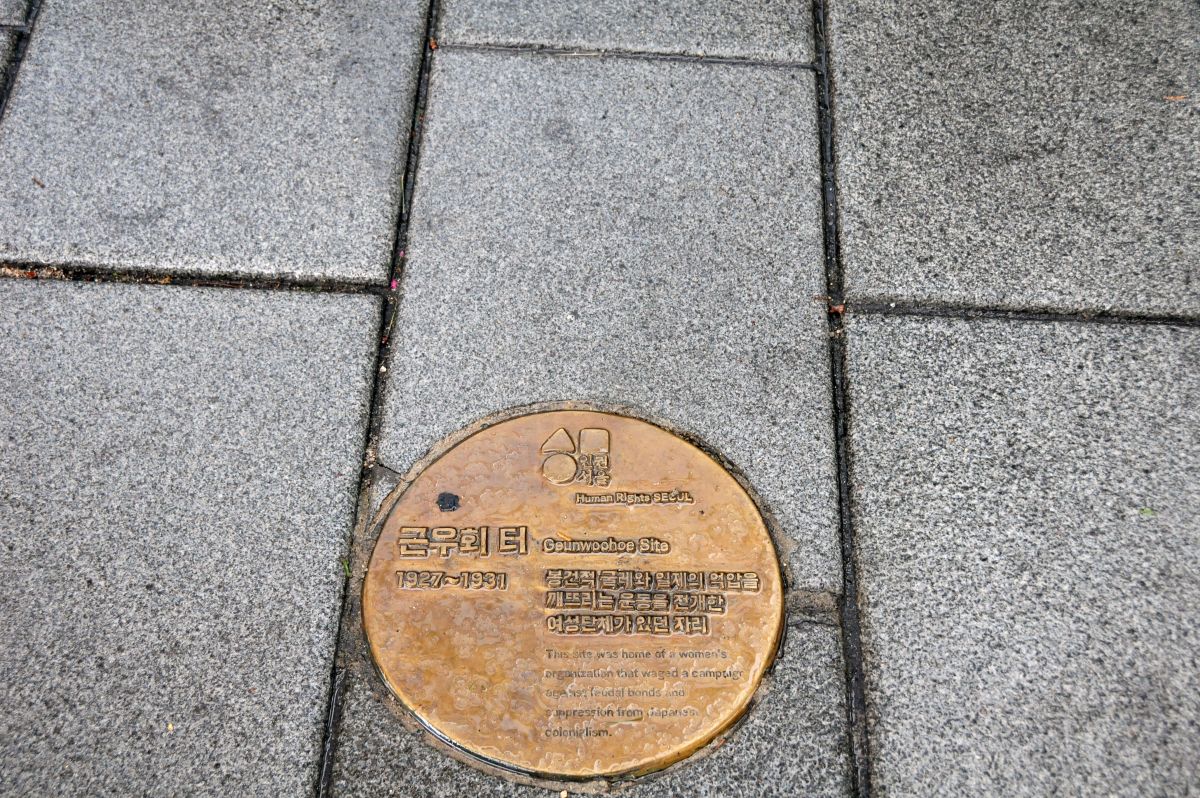 인권
서울
Human Rights SEOUL
근우회 터 Geunwoohoe Site
1927~1931
봉건적 굴레와 일제의 억압을
깨뜨리는 운동을 전개한
여성단체가 있던 자리
This site was home of a women's
organization that waged a campaign
against feudal bonds and
suppression from Japanese
colonialism.